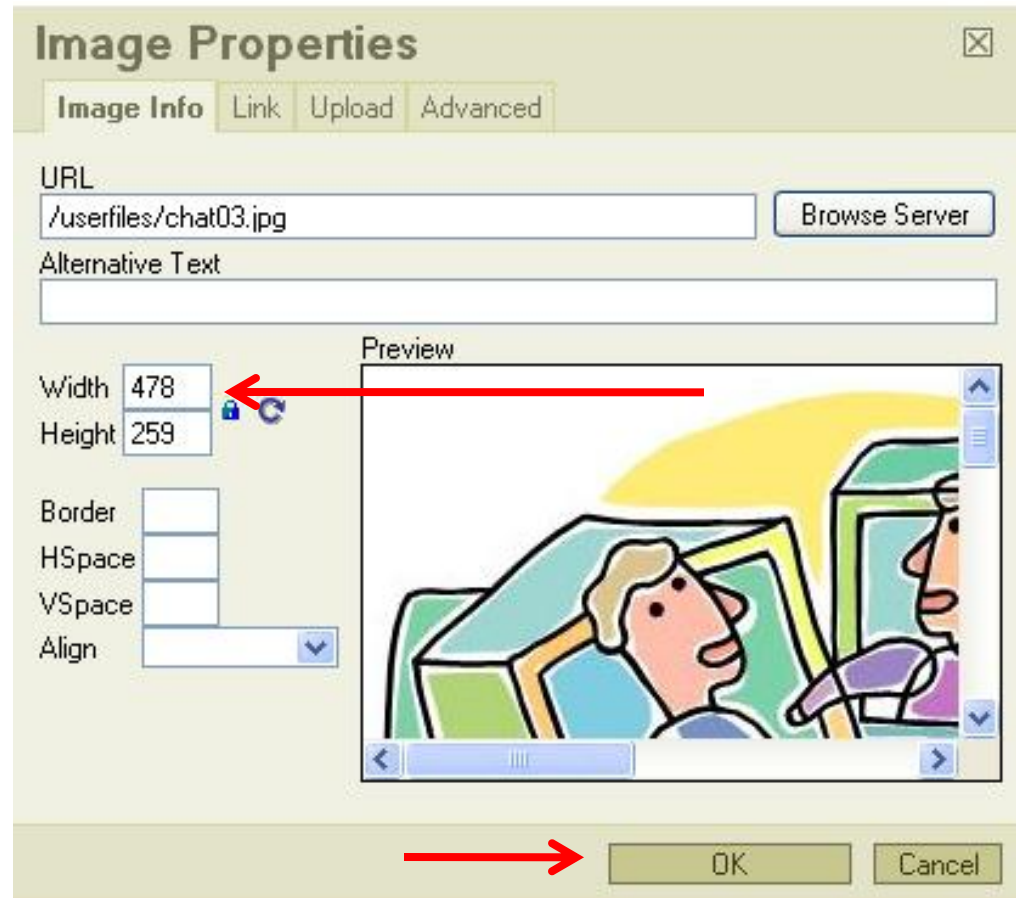 Image Properties
Image Info Link Upload Advanced
URL
/userfiles/chat03.jpg Browse Server
Alternative Text
Preview
Width 478
Height 259
Border
HSpace
VSpace
Align
OK Cancel